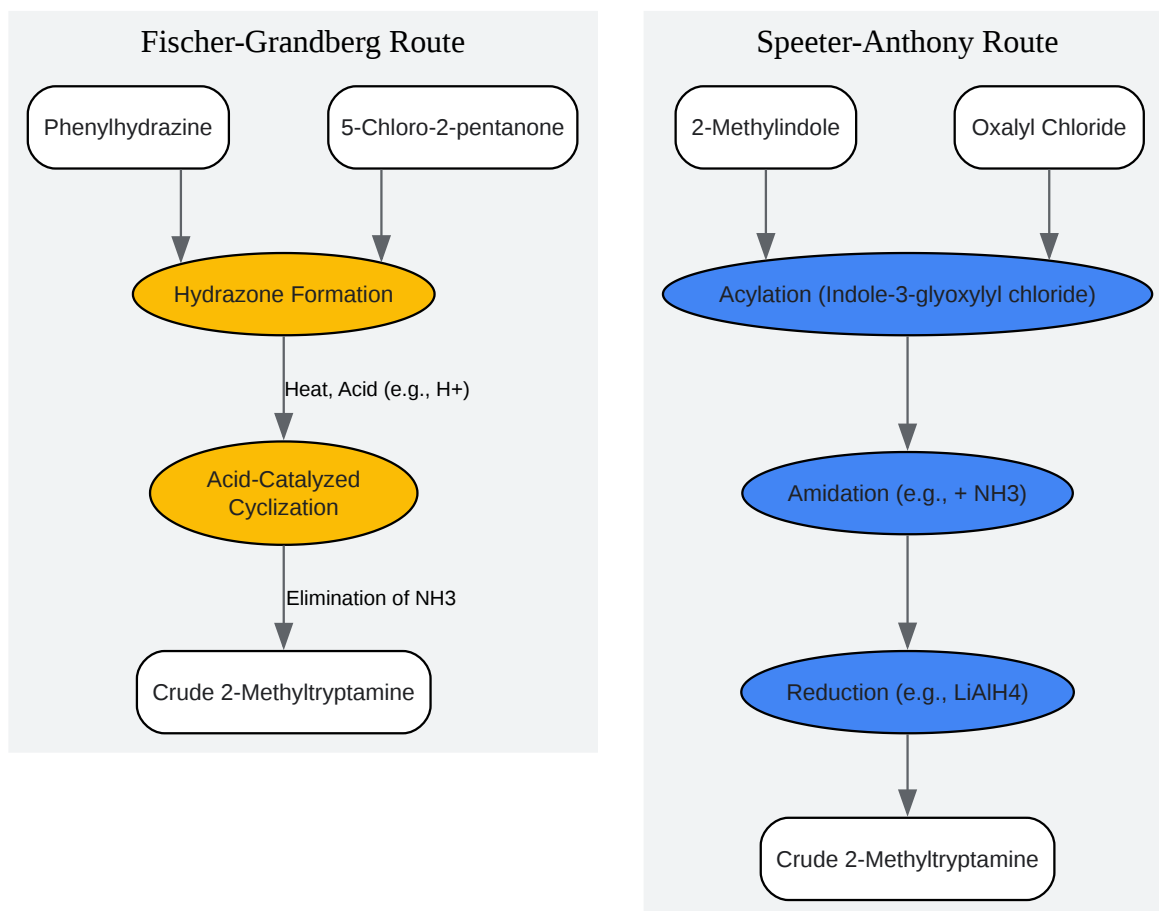 Fischer-Grandberg Route
Phenylhydrazine
5-Chloro-2-pentanone
Hydrazone Formation
Heat, Acid (e.g., H+)
Acid-Catalyzed
Cyclization
Elimination of NH3
Crude 2-Methyltryptamine
Speeter-Anthony Route
2-Methylindole
Oxalyl Chloride
Acylation (Indole-3-glyoxylyl chloride)
Amidation (e.g., + NH3)
Reduction (e.g., LiAlH4)
Crude 2-Methyltryptamine